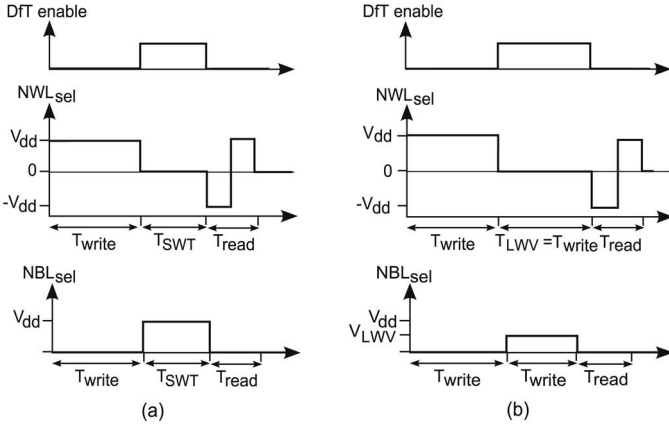 DfT enable
NWLsel
Vdd
0
-Vdd
Twrite
TSWT
Tread
NBLsel
Vdd
Twrite
TSWT
Tread
(a)
DfT enable
NWLsel
Vdd
0
-Vdd
Twrite
TLWV =Twrite
Tread
NBLsel
Vdd
VLWV
Twrite
Twrite
Tread
(b)